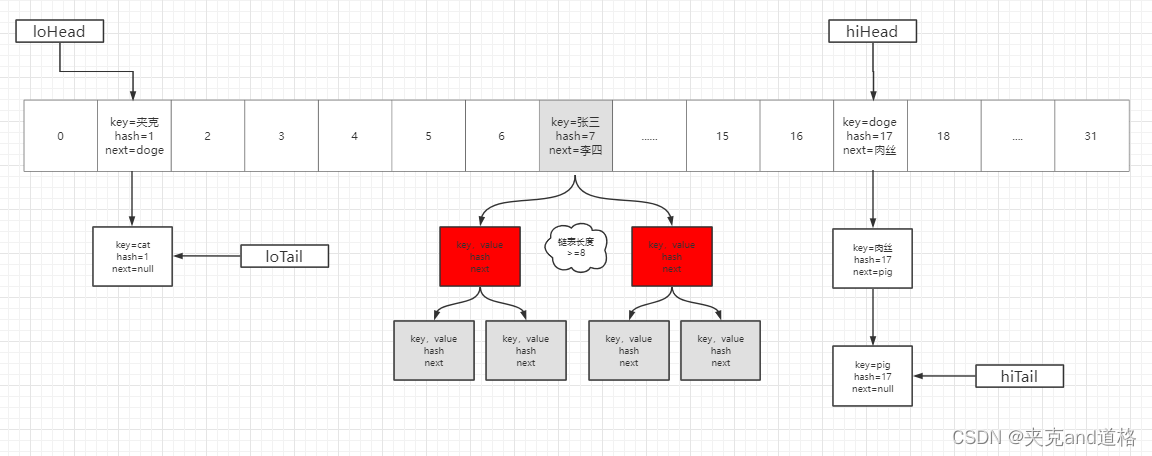 loHead
hiHead
0
key=夹克
hash=1
next=doge
2
3
4
5
6
key=张三
hash=7
next=李四
......
15
16
key=doge
hash=17
next=肉丝
18
....
31
key=cat
hash=1
next=null
loTail
key，value
hash
next
链表长度
>=8
key，value
hash
next
key=肉丝
hash=17
next=pig
key，value
hash
next
key，value
hash
next
key，value
hash
next
key，value
hash
next
key=pig
hash=17
next=null
hiTail
CSDN @夹克and道格